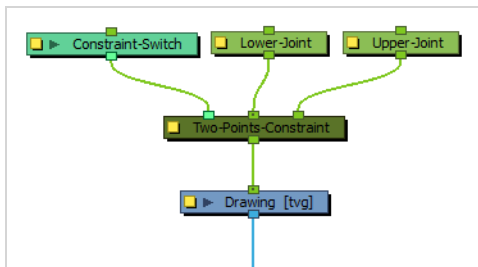 Constraint-Switch
Lower-Joint
Upper-Joint
Two-Points-Constraint
Drawing [tvg]